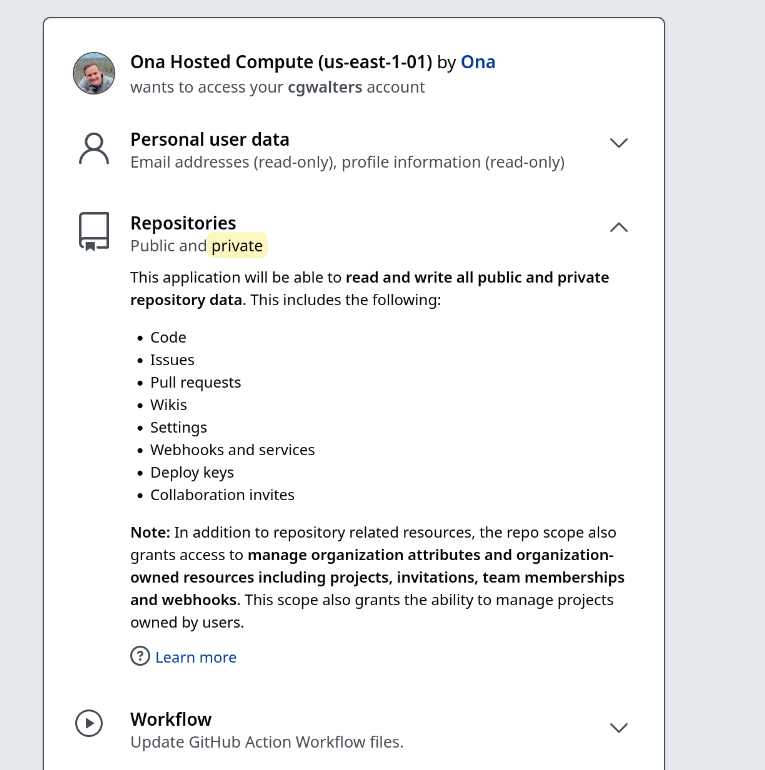 Ona Hosted Compute (us-east-1-01) by Ona
wants to access your cgwalters account
Personal user data
Email addresses (read-only), profile information (read-only)
Repositories
Public and private
This application will be able to read and write all public and private
repository data. This includes the following:
• Code
• Issues
• Pull requests
• Wikis
• Settings
• Webhooks and services
• Deploy keys
• Collaboration invites
Note: In addition to repository related resources, the repo scope also
grants access to manage organization attributes and organization-
owned resources including projects, invitations, team memberships
and webhooks. This scope also grants the ability to manage projects
owned by users.
? Learn more
Workflow
Update GitHub Action Workflow files.